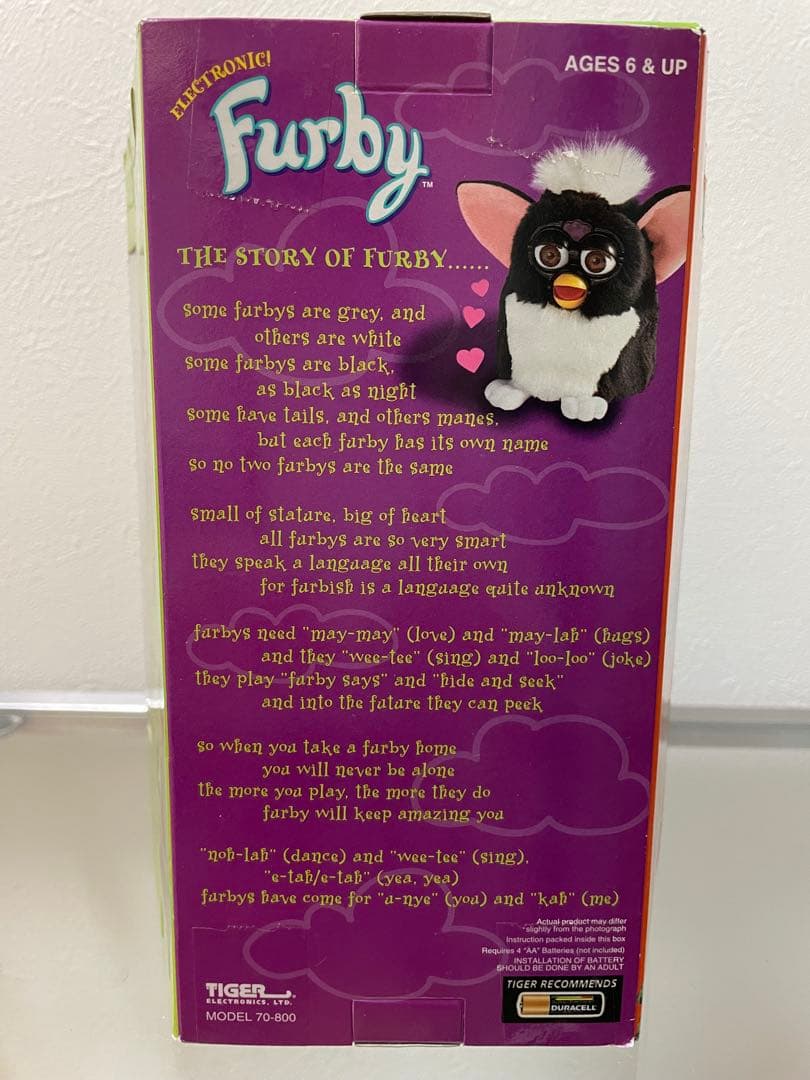 ELECTRONIC!
Furby™
AGES 6 & UP
THE STORY OF FURBY......
some furbys are grey, and
others are white
some furbys are black,
as black as night
some have tails, and others manes,
but each furby has its own name
so no two furbys are the same
small of stature, big of heart
all furbys are so very smart
they speak a language all their own
for furbish is a language quite unknown
furbys need "may-may" (love) and "may-lah" (hugs)
and they "wee-tee" (sing) and "loo-loo" (joke)
they play "furby says" and "hide and seek"
and into the future they can peek
so when you take a furby home
you will never be alone
the more you play, the more they do
furby will keep amazing you
"noh-lah" (dance) and "wee-tee" (sing),
"e-tah/e-tah" (yea, yea)
furbys have come for "u-nye" (you) and "kah" (me)
Actual product may differ
slightly from the photograph
Instruction packed inside this box
Requires 4 "AA" Batteries (not included)
INSTALLATION OF BATTERY
SHOULD BE DONE BY AN ADULT
TIGER RECOMMENDS
DURACELL
TIGER
ELECTRONICS, LTD.
MODEL 70-800